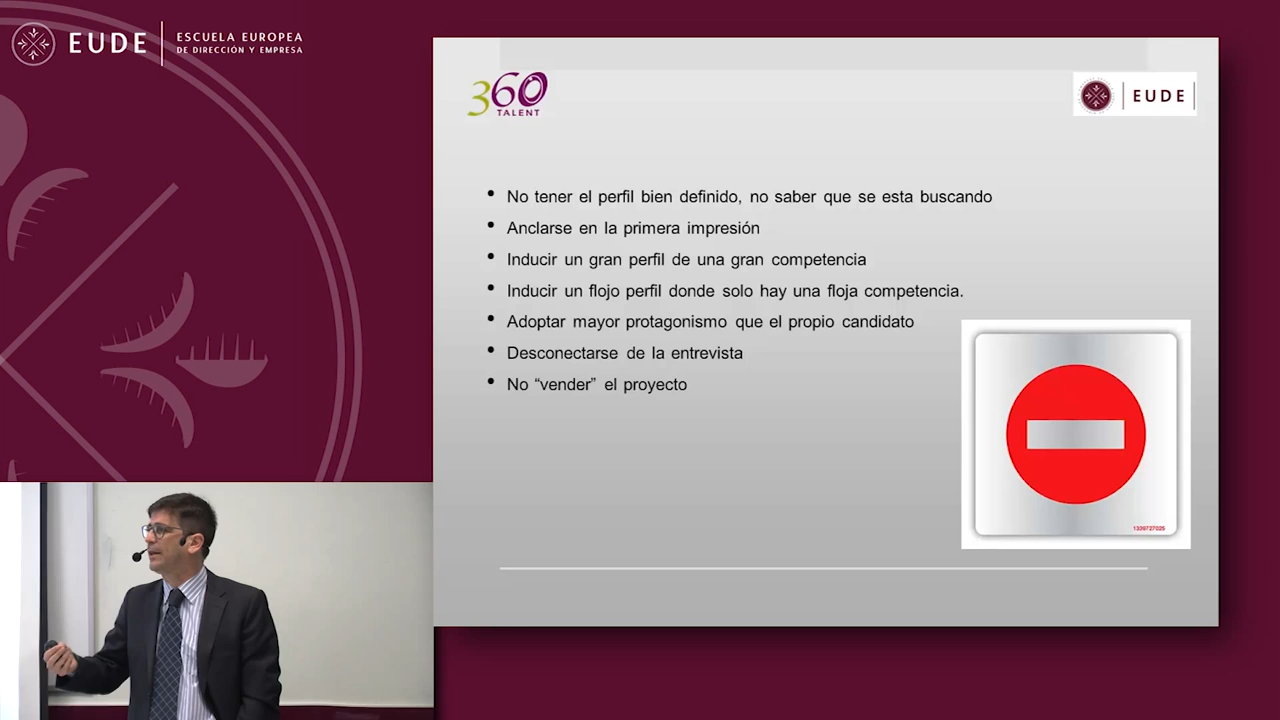 EUDE
ESCUELA EUROPEA
DE DIRECCIÓN Y EMPRESA
360
TALENT
EUDE
• No tener el perfil bien definido, no saber que se esta buscando
• Anclarse en la primera impresión
• Inducir un gran perfil de una gran competencia
• Inducir un flojo perfil donde solo hay una floja competencia.
• Adoptar mayor protagonismo que el propio candidato
• Desconectarse de la entrevista
• No “vender” el proyecto
1339727025